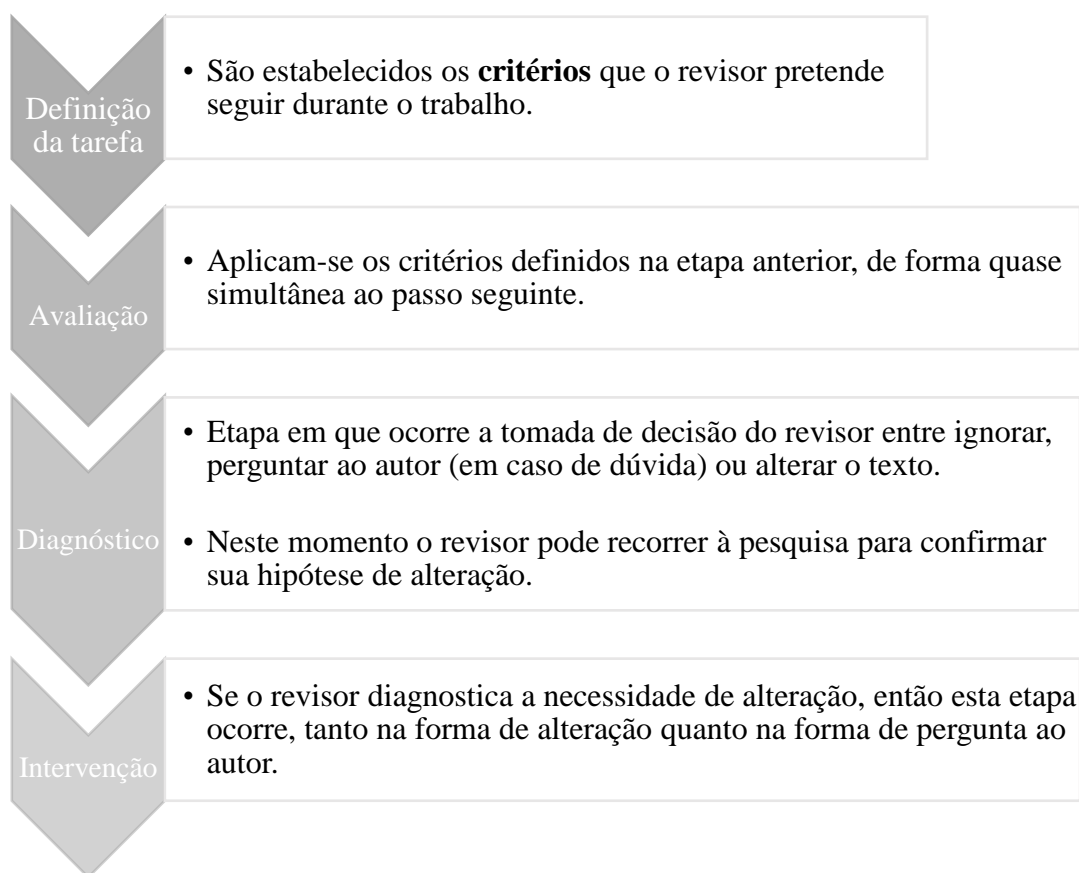 Definição
da tarefa
• São estabelecidos os critérios que o revisor pretende
seguir durante o trabalho.
Avaliação
• Aplicam-se os critérios definidos na etapa anterior, de forma quase
simultânea ao passo seguinte.
Diagnóstico
• Etapa em que ocorre a tomada de decisão do revisor entre ignorar,
perguntar ao autor (em caso de dúvida) ou alterar o texto.
• Neste momento o revisor pode recorrer à pesquisa para confirmar
sua hipótese de alteração.
Intervenção
• Se o revisor diagnostica a necessidade de alteração, então esta etapa
ocorre, tanto na forma de alteração quanto na forma de pergunta ao
autor.